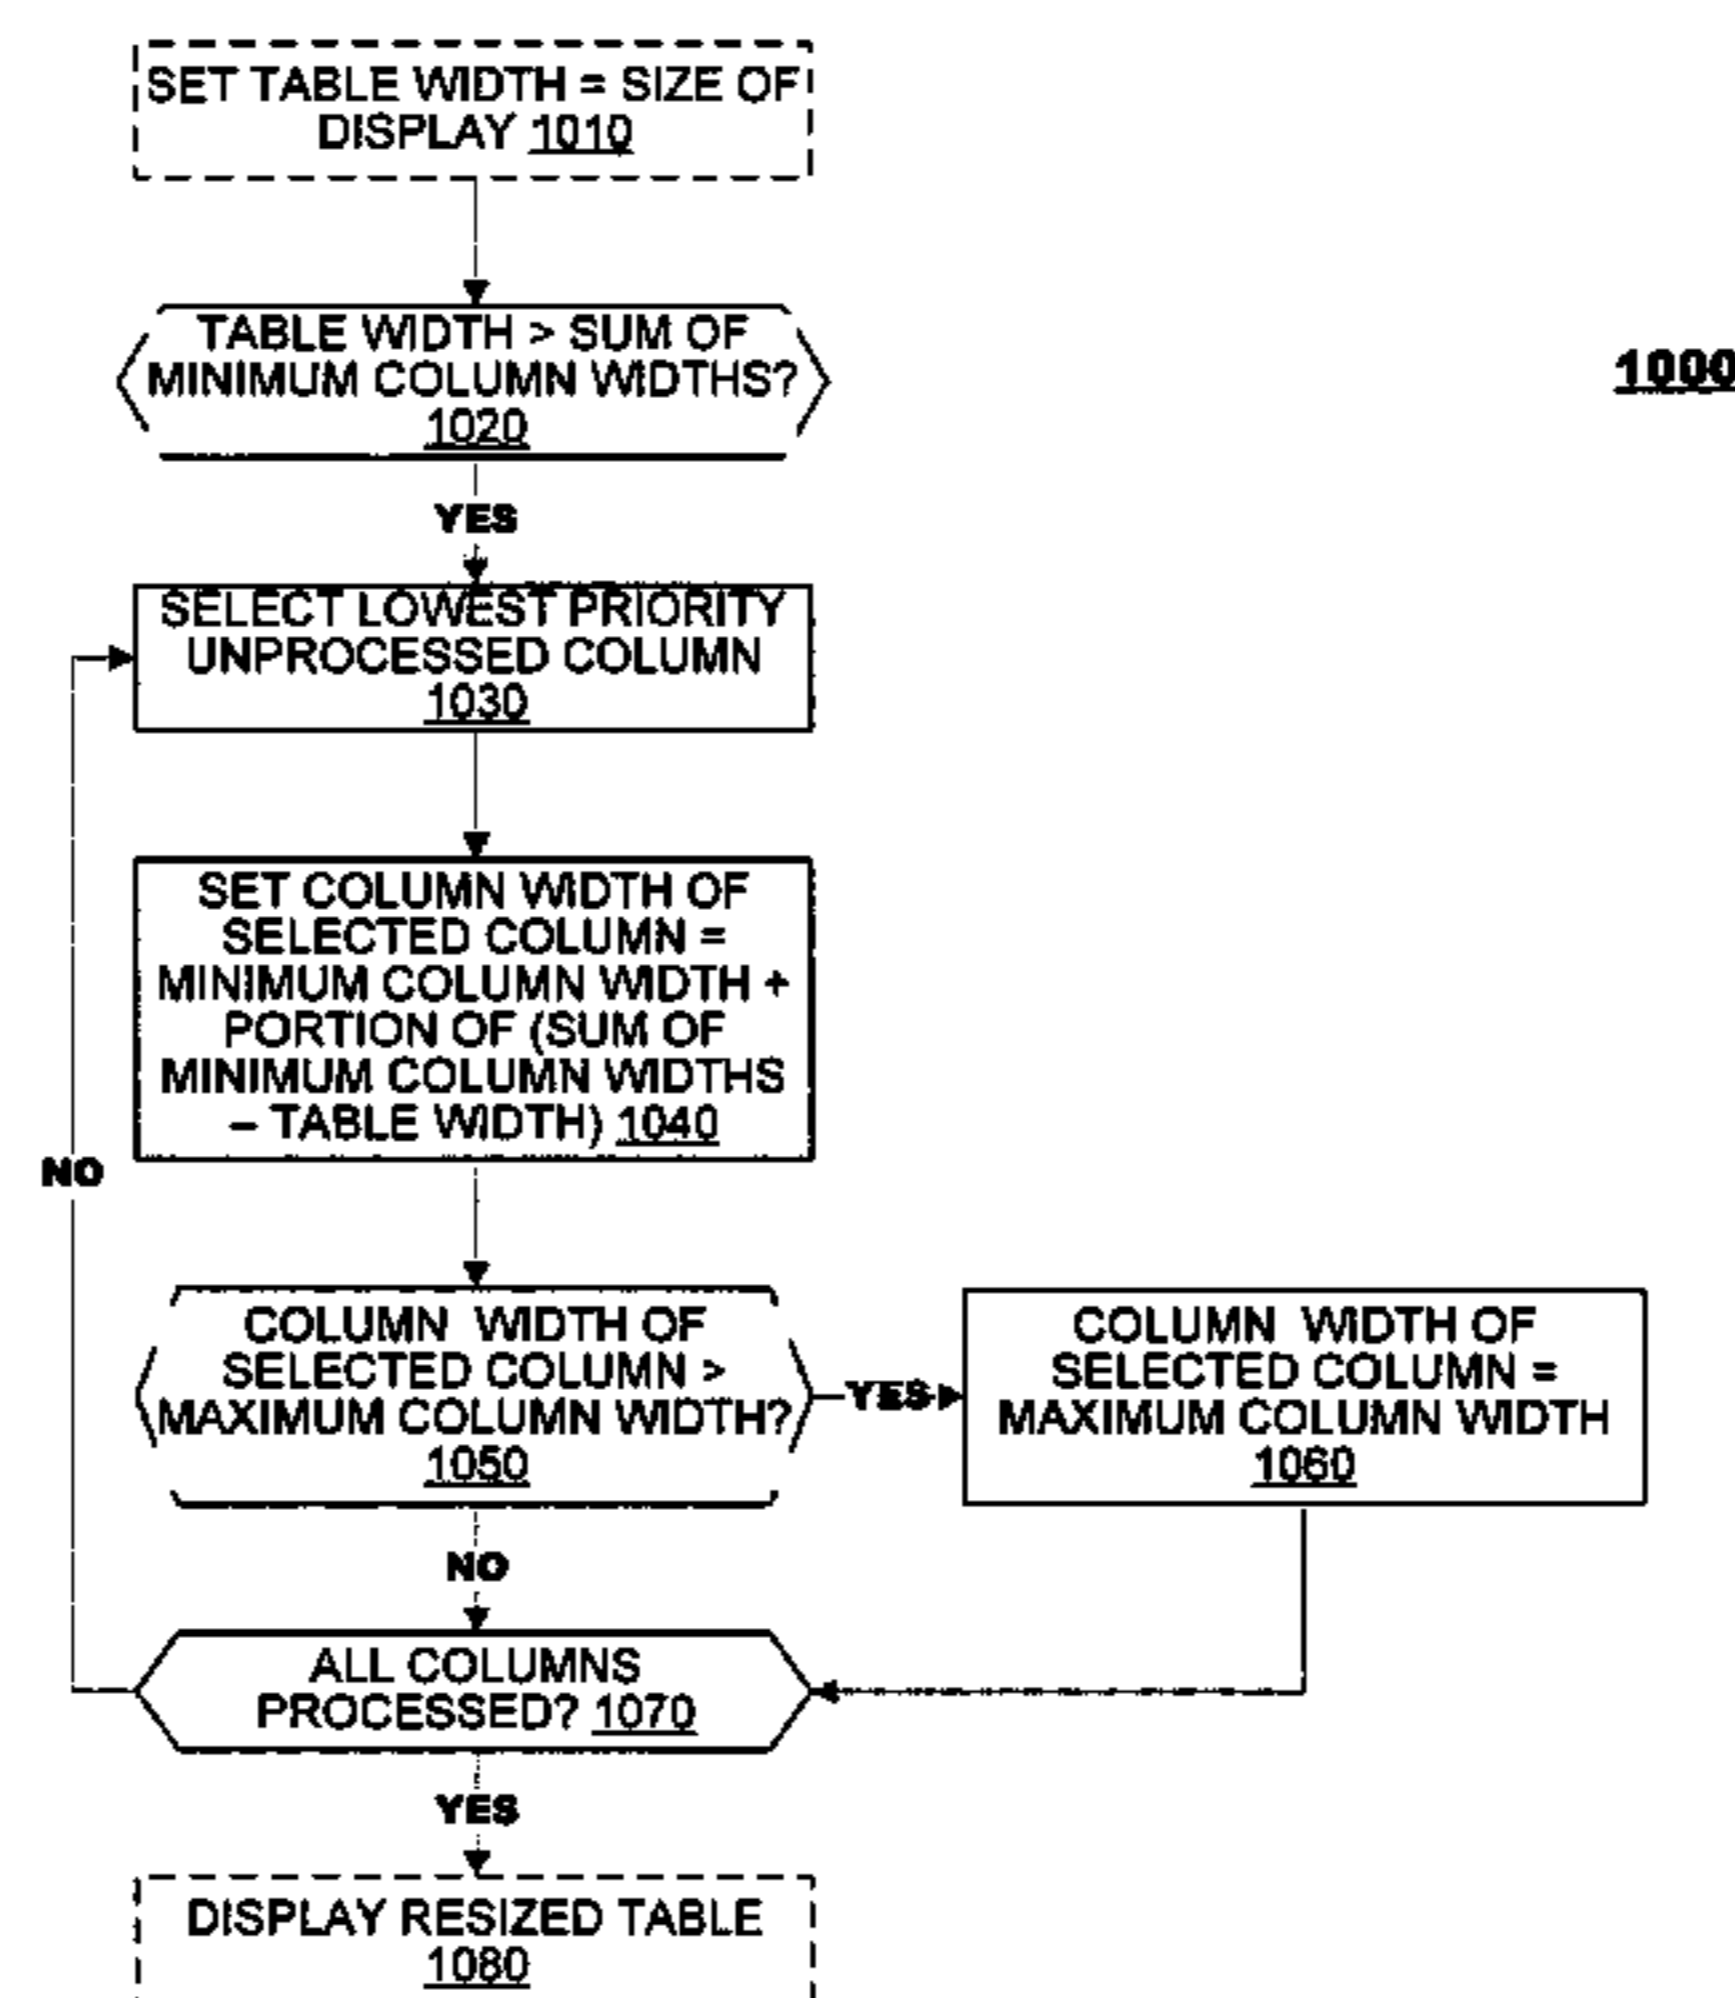 SET TABLE WIDTH = SIZE OF
DISPLAY 1010
TABLE WIDTH > SUM OF
MINIMUM COLUMN WIDTHS?
1020
1000
YES
SELECT LOWEST PRIORITY
UNPROCESSED COLUMN
1030
SET COLUMN WIDTH OF
SELECTED COLUMN =
MINIMUM COLUMN WIDTH +
PORTION OF (SUM OF
MINIMUM COLUMN WIDTHS
– TABLE WIDTH) 1040
NO
COLUMN WIDTH OF
SELECTED COLUMN >
MAXIMUM COLUMN WIDTH?
1050
YES
COLUMN WIDTH OF
SELECTED COLUMN =
MAXIMUM COLUMN WIDTH
1060
NO
ALL COLUMNS
PROCESSED? 1070
YES
DISPLAY RESIZED TABLE
1080